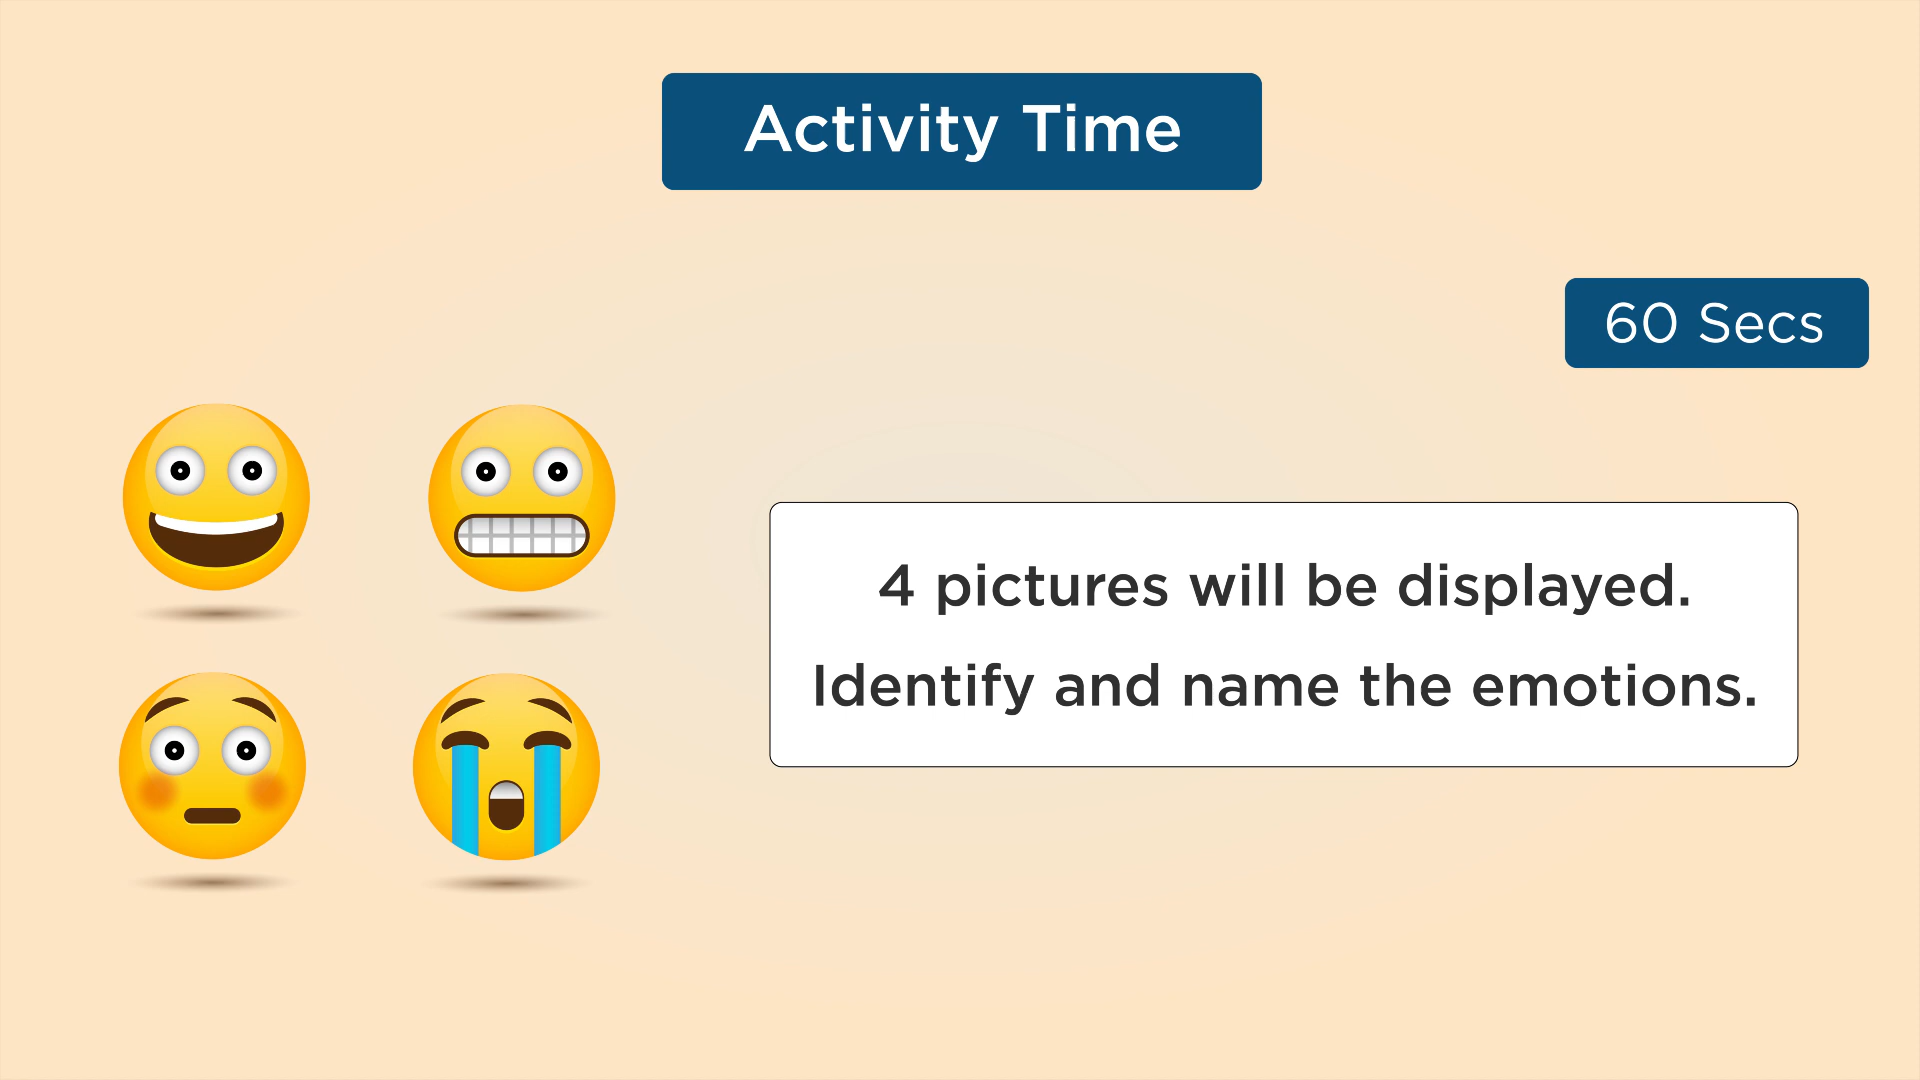 Activity Time
60 Secs
4 pictures will be displayed.
Identify and name the emotions.